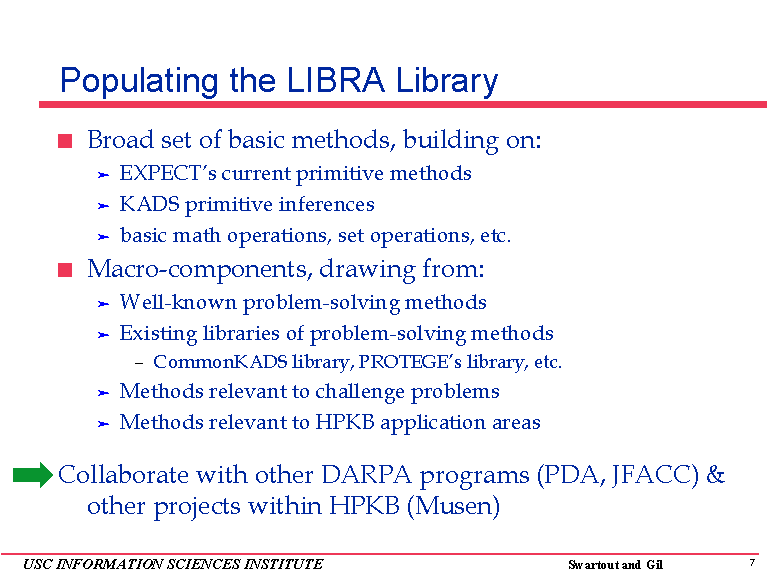 Populating the LIBRA Library
Broad set of basic methods, building on:
EXPECT's current primitive methods
KADS primitive inferences
basic math operations, set operations, etc.
Macro-components, drawing from:
Well-known problem-solving methods
Existing libraries of problem-solving methods
– CommonKADS library, PROTEGE's library, etc.
Methods relevant to challenge problems
Methods relevant to HPKB application areas
Collaborate with other DARPA programs (PDA, JFACC) &
other projects within HPKB (Musen)
USC INFORMATION SCIENCES INSTITUTE Swartout and Gil 7